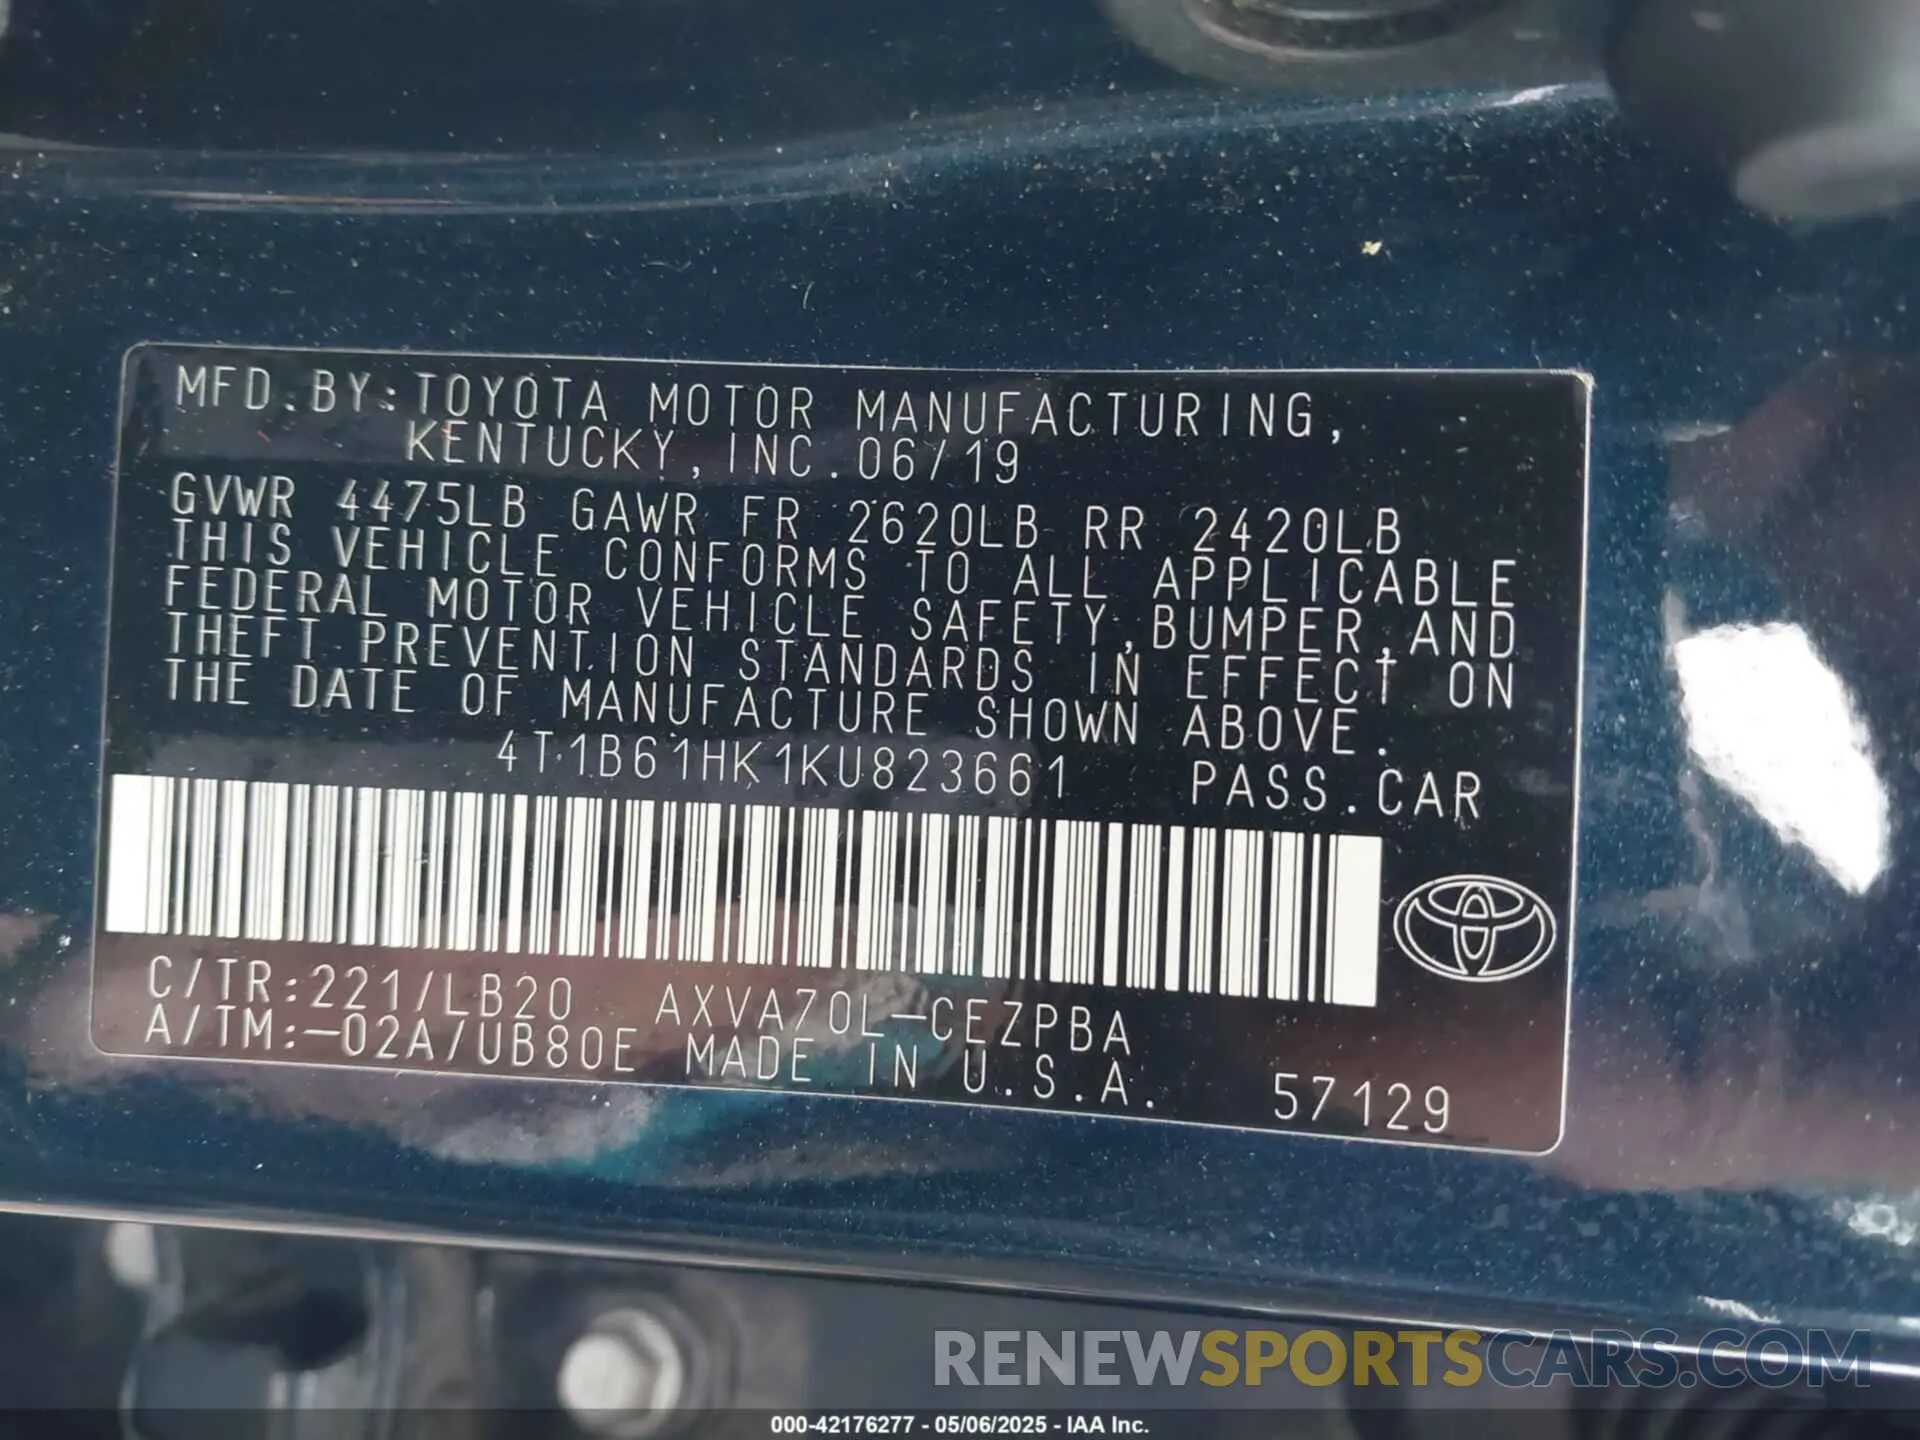 MFD.BY:TOYOTA MOTOR MANUFACTURING,
KENTUCKY, INC. 06/19
GVWR 4475LB GAWR FR 2620LB RR 2420LB
THIS VEHICLE CONFORMS TO ALL APPLICABLE
FEDERAL MOTOR VEHICLE SAFETY, BUMPER, AND
THEFT PREVENTION STANDARDS IN EFFECT ON
THE DATE OF MANUFACTURE SHOWN ABOVE.
4T1B61HK1KU823661 PASS.CAR
C/TR:221/LB20 AXVA70L-CEZPBA
A/TM:-02A/UB80E MADE IN U.S.A. 57129
RENEWSPORTSCARS.COM
000-42176277 - 05/06/2025 - IAA Inc.